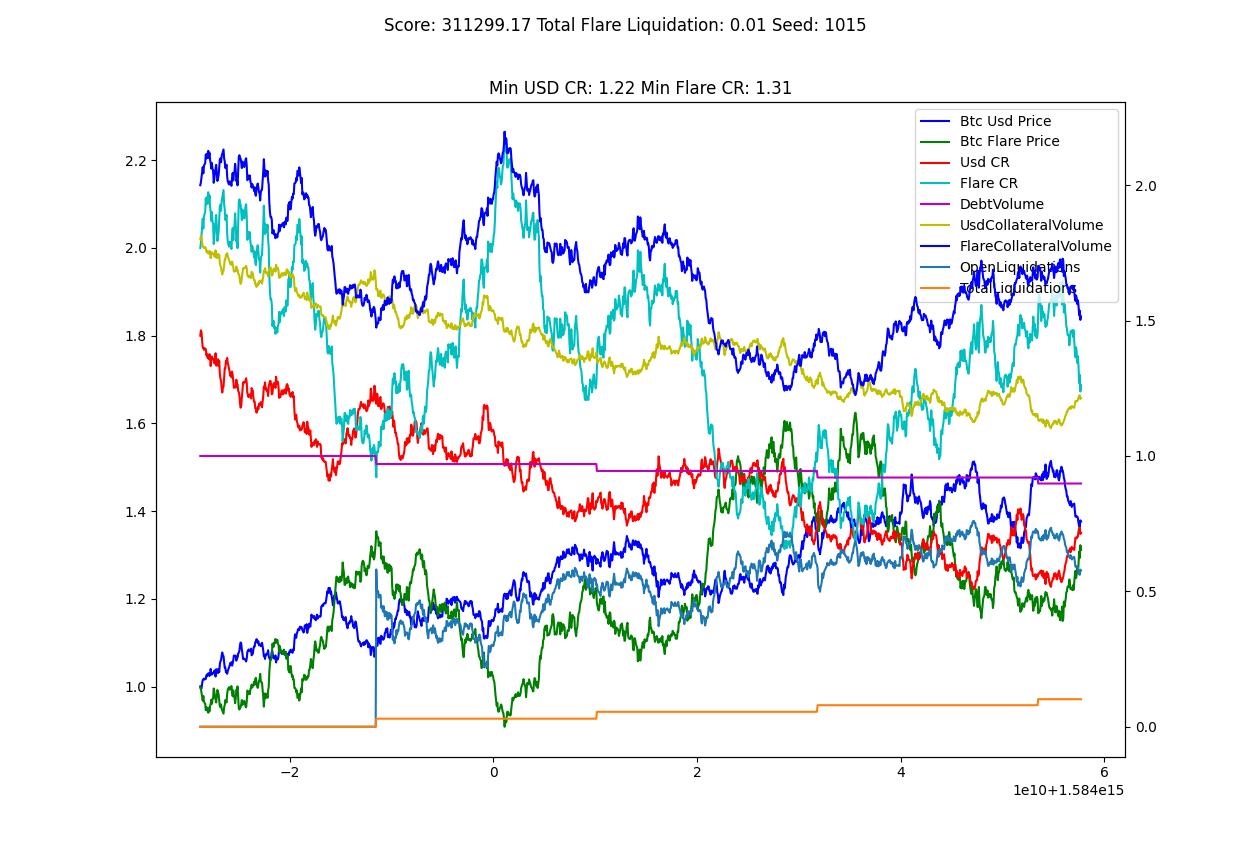 Score: 311299.17 Total Flare Liquidation: 0.01 Seed: 1015
Min USD CR: 1.22 Min Flare CR: 1.31
Btc Usd Price
Btc Flare Price
Usd CR
Flare CR
DebtVolume
UsdCollateralVolume
FlareCollateralVolume
OpenLiquidations
TotalLiquidations
2.2
2.0
1.8
1.6
1.4
1.2
1.0
2.0
1.5
1.0
0.5
0.0
−2
0
2
4
6
1e10+1.584e15